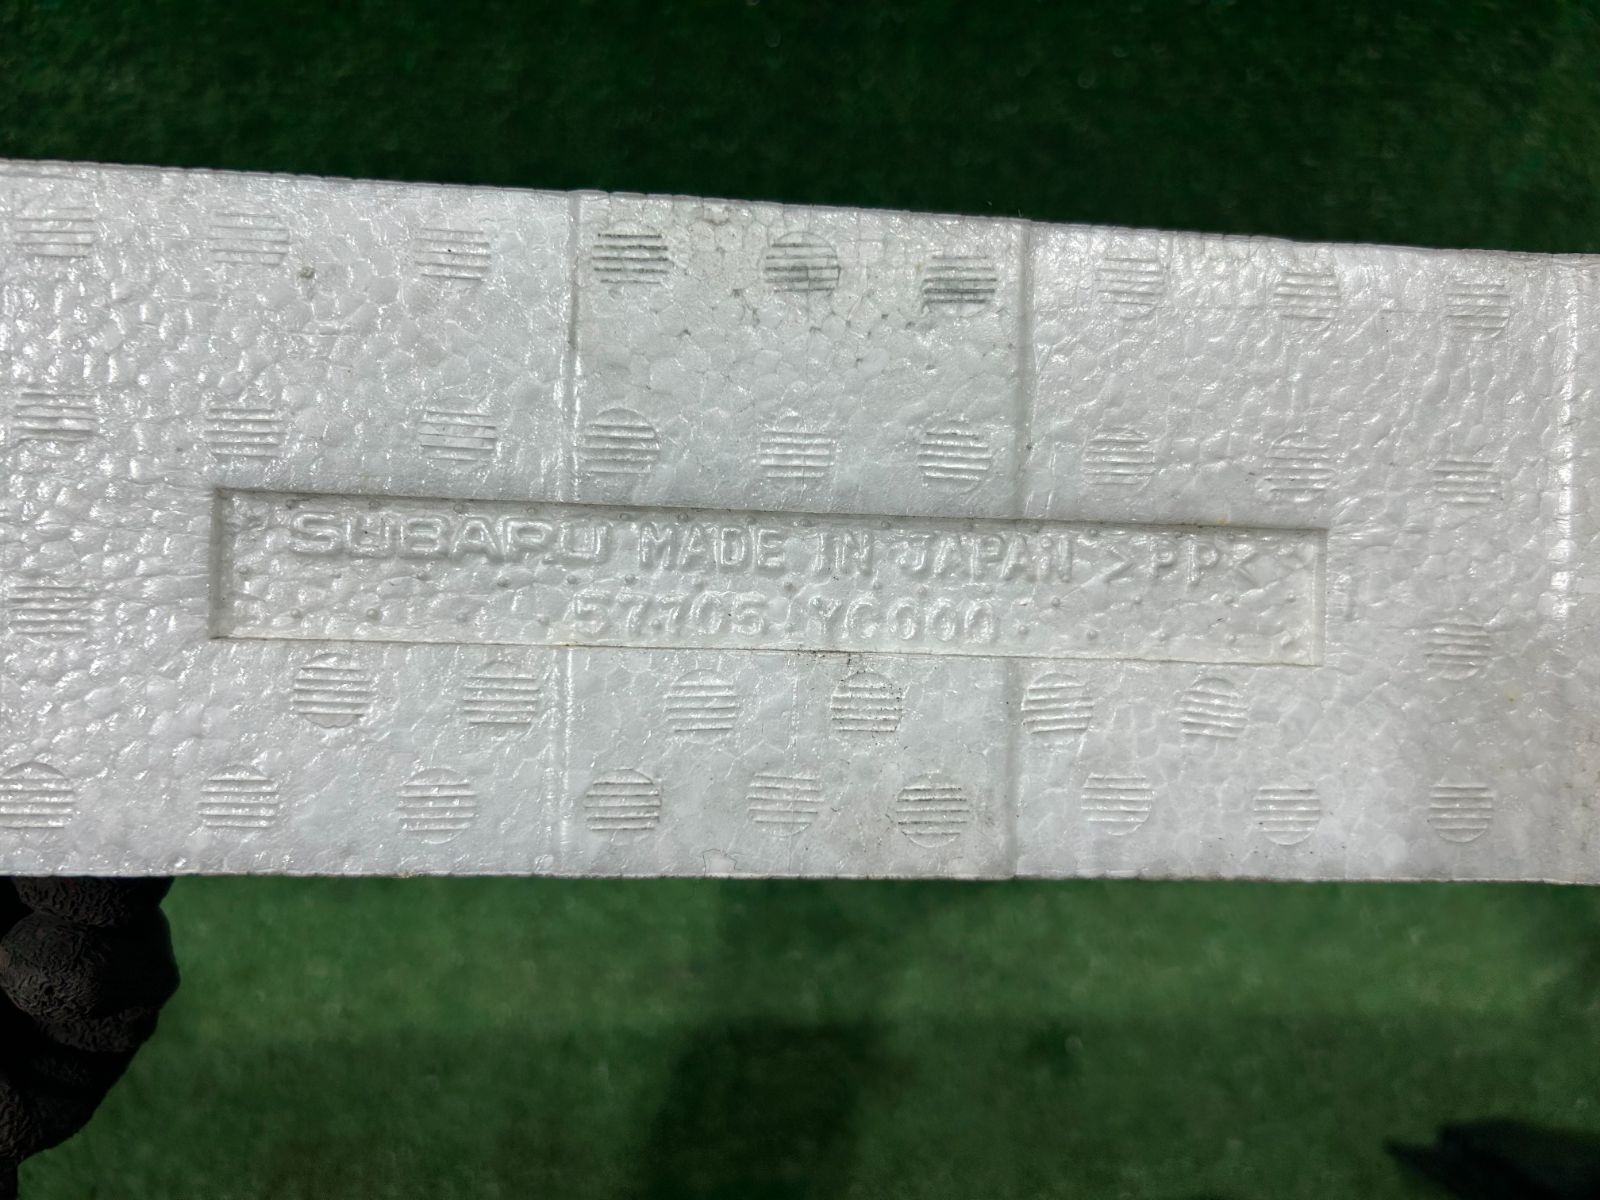 SUBARU MADE IN JAPAN >PP<
57705 YC000